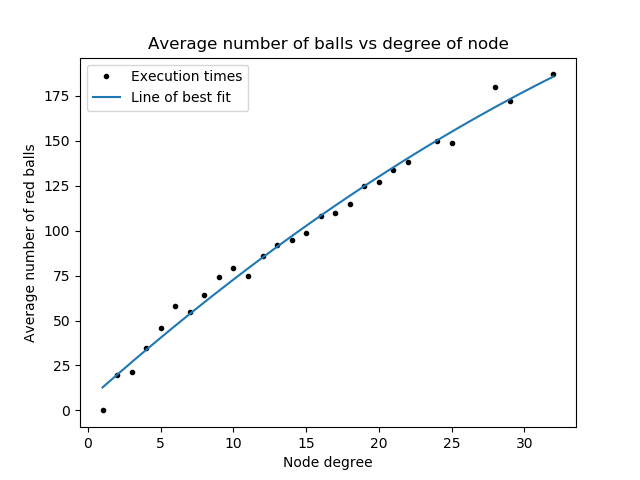 Average number of balls vs degree of node
Execution times
Line of best fit
Average number of red balls
175
150
125
100
75
50
25
0
0 5 10 15 20 25 30
Node degree